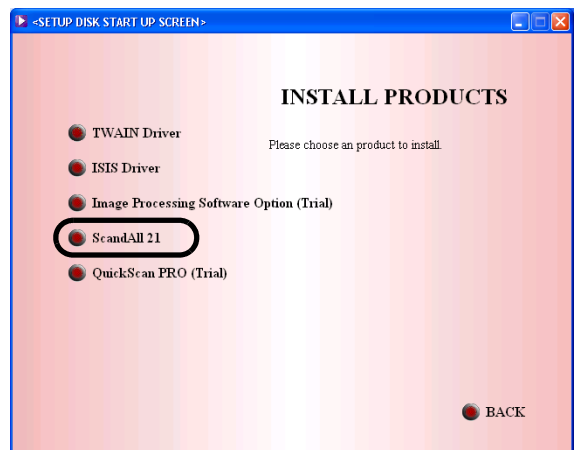 <SETUP DISK START UP SCREEN>
INSTALL PRODUCTS
Please choose an product to install.
TWAIN Driver
ISIS Driver
Image Processing Software Option (Trial)
ScandAll 21
QuickScan PRO (Trial)
BACK